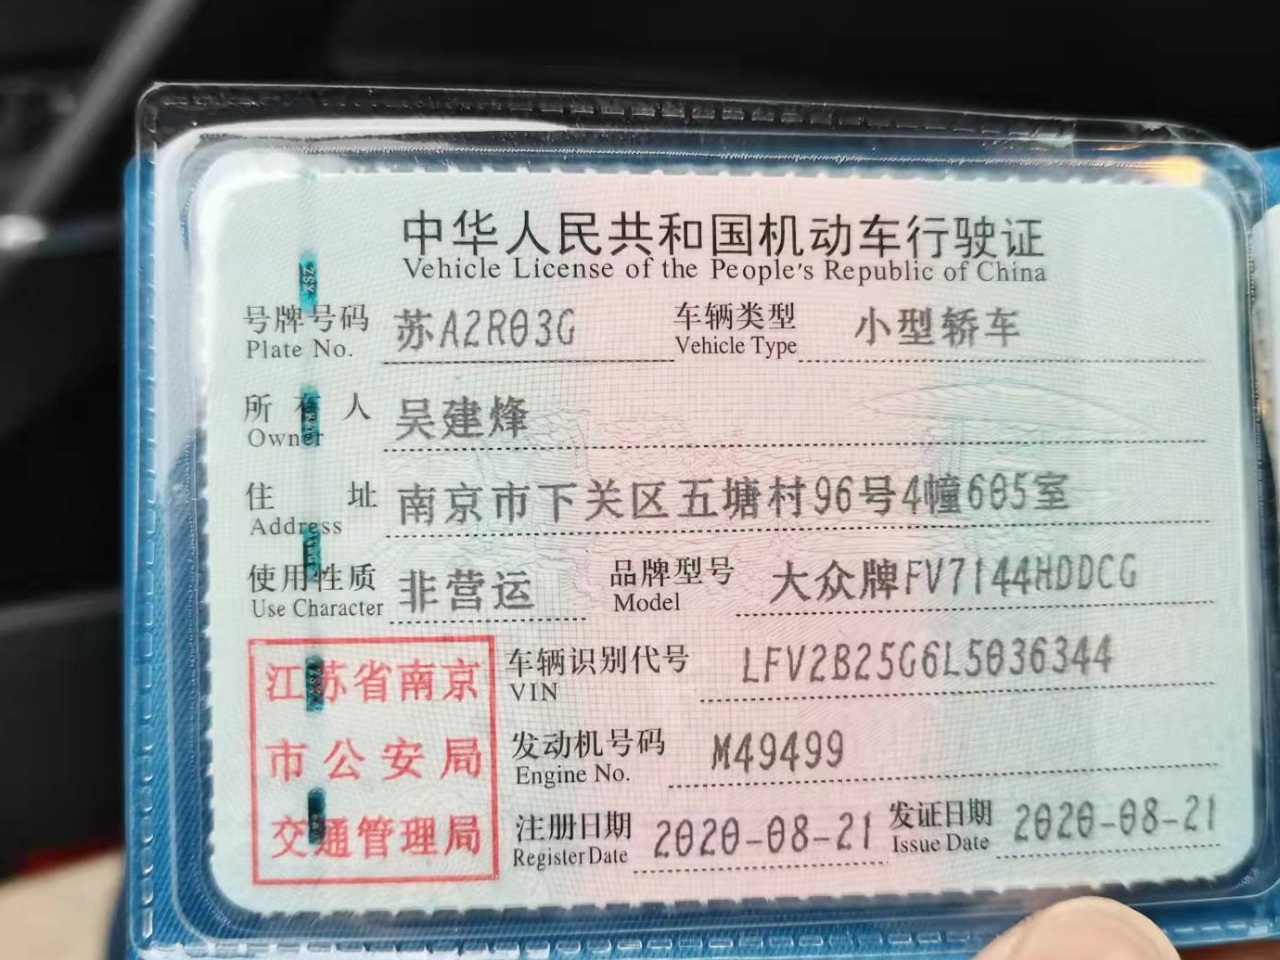 中华人民共和国机动车行驶证
Vehicle License of the People's Republic of China
号牌号码 苏A2R03G 车辆类型 小型轿车
Plate No. Vehicle Type
所有人 吴建烽
Owner
住址 南京市下关区五塘村96号4幢605室
Address
使用性质 非营运 品牌型号 大众牌FV7144HDDCG
Use Character Model
江苏省南京
市公安局
交通管理局
车辆识别代号 LFV2B25G6L5036344
VIN
发动机号码 M49499
Engine No.
注册日期 2020-08-21 发证日期 2020-08-21
Register Date Issue Date